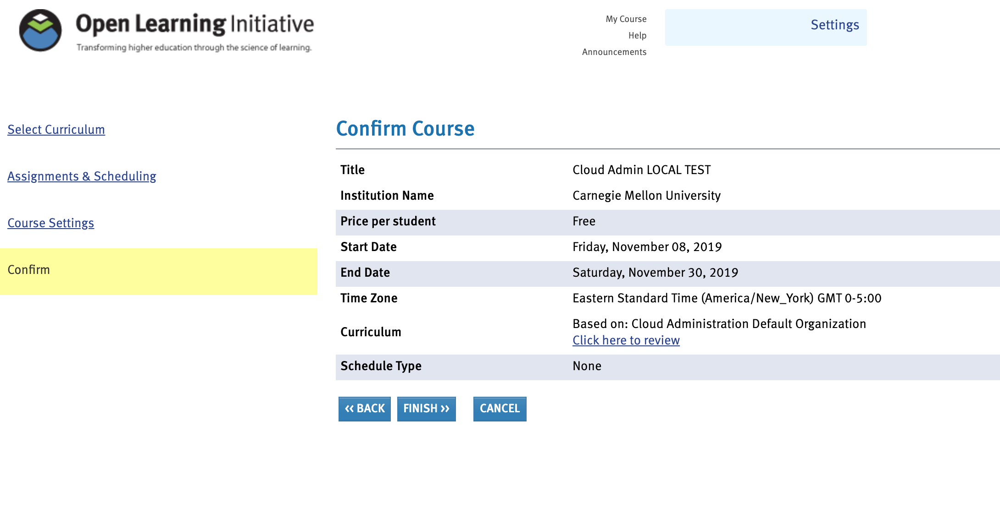 Open Learning Initiative
Transforming higher education through the science of learning.
My Course
Help
Announcements
Settings
Select Curriculum
Assignments & Scheduling
Course Settings
Confirm
Confirm Course
Title Cloud Admin LOCAL TEST
Institution Name Carnegie Mellon University
Price per student Free
Start Date Friday, November 08, 2019
End Date Saturday, November 30, 2019
Time Zone Eastern Standard Time (America/New_York) GMT 0-5:00
Curriculum Based on: Cloud Administration Default Organization
Click here to review
Schedule Type None
<< BACK FINISH >> CANCEL